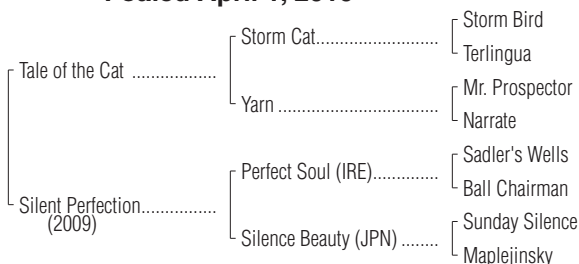 Foaled April
Storm Bird
Storm Cat..............................
Terlingua
Tale of the Cat .................
Mr. Prospector
Yarn .......................................
Narrate
Sadler's Wells
Perfect Soul (IRE)................
Ball Chairman
Silent Perfection...............
(2009)
Sunday Silence
Silence Beauty (JPN) .........
Maplejinsky